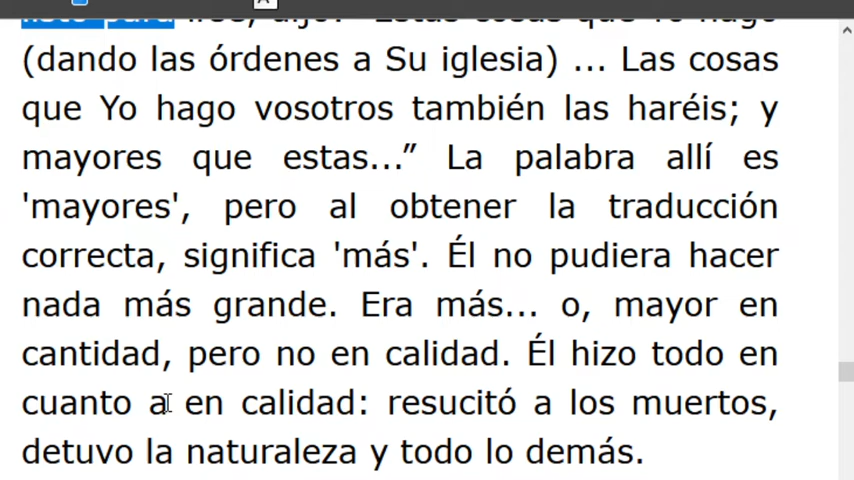 (dando las órdenes a Su iglesia) ... Las cosas
que Yo hago vosotros también las haréis; y
mayores que estas...” La palabra allí es
'mayores', pero al obtener la traducción
correcta, significa 'más'. Él no pudiera hacer
nada más grande. Era más... o, mayor en
cantidad, pero no en calidad. Él hizo todo en
cuanto a en calidad: resucitó a los muertos,
detuvo la naturaleza y todo lo demás.